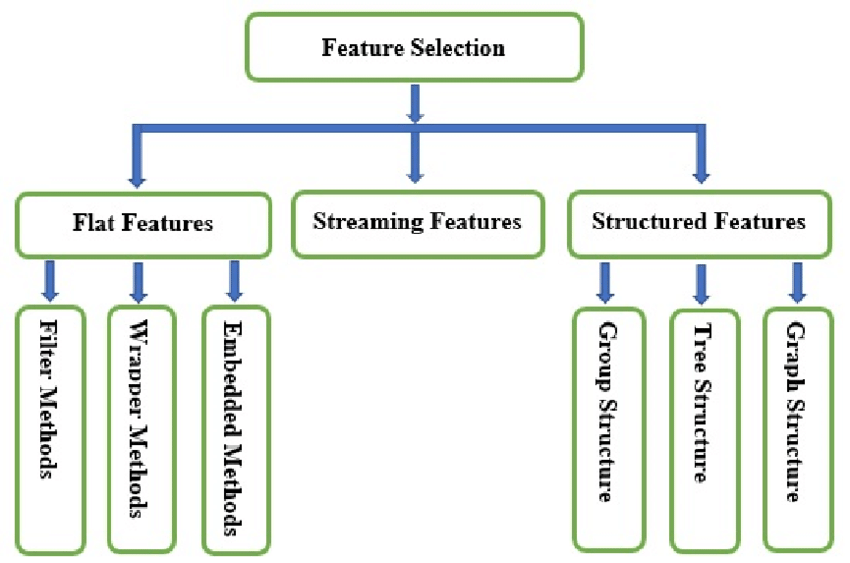 Feature Selection
Flat Features
Streaming Features
Structured Features
Filter Methods
Wrapper Methods
Embedded Methods
Group Structure
Tree Structure
Graph Structure